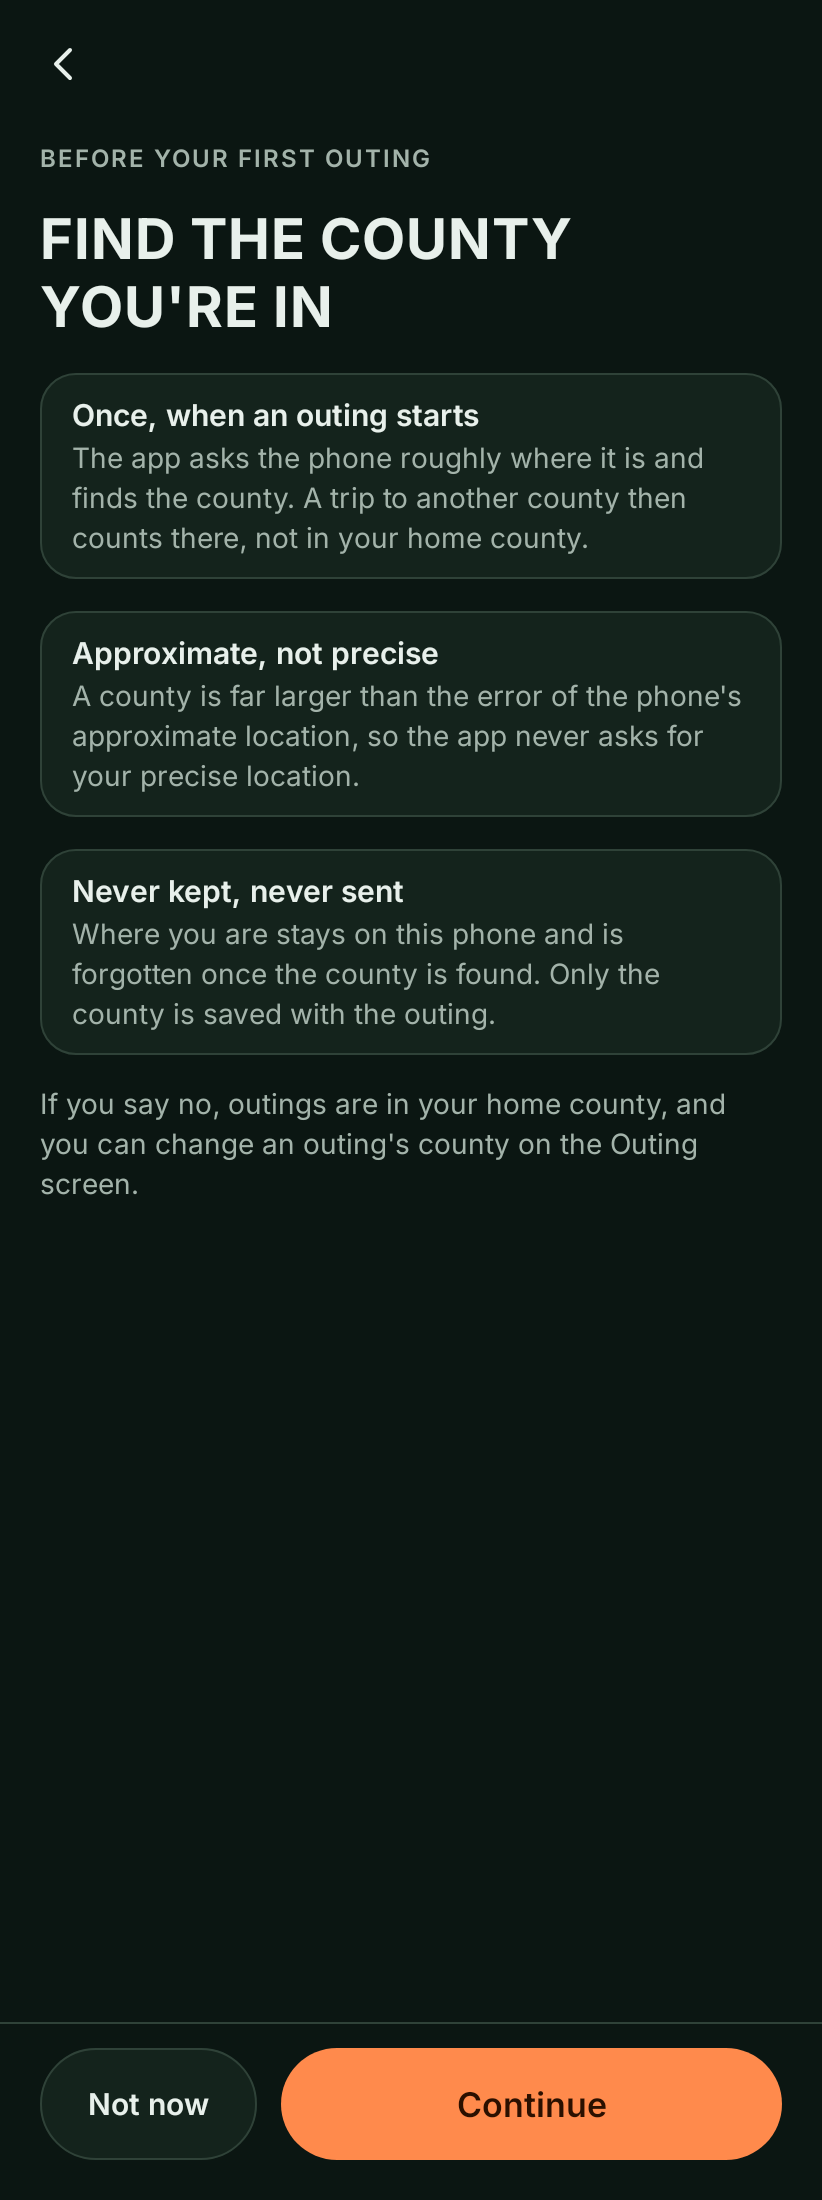 BEFORE YOUR FIRST OUTING
FIND THE COUNTY
YOU'RE IN
Once, when an outing starts
The app asks the phone roughly where it is and
finds the county. A trip to another county then
counts there, not in your home county.
Approximate, not precise
A county is far larger than the error of the phone's
approximate location, so the app never asks for
your precise location.
Never kept, never sent
Where you are stays on this phone and is
forgotten once the county is found. Only the
county is saved with the outing.
If you say no, outings are in your home county, and
you can change an outing's county on the Outing
screen.
Not now
Continue